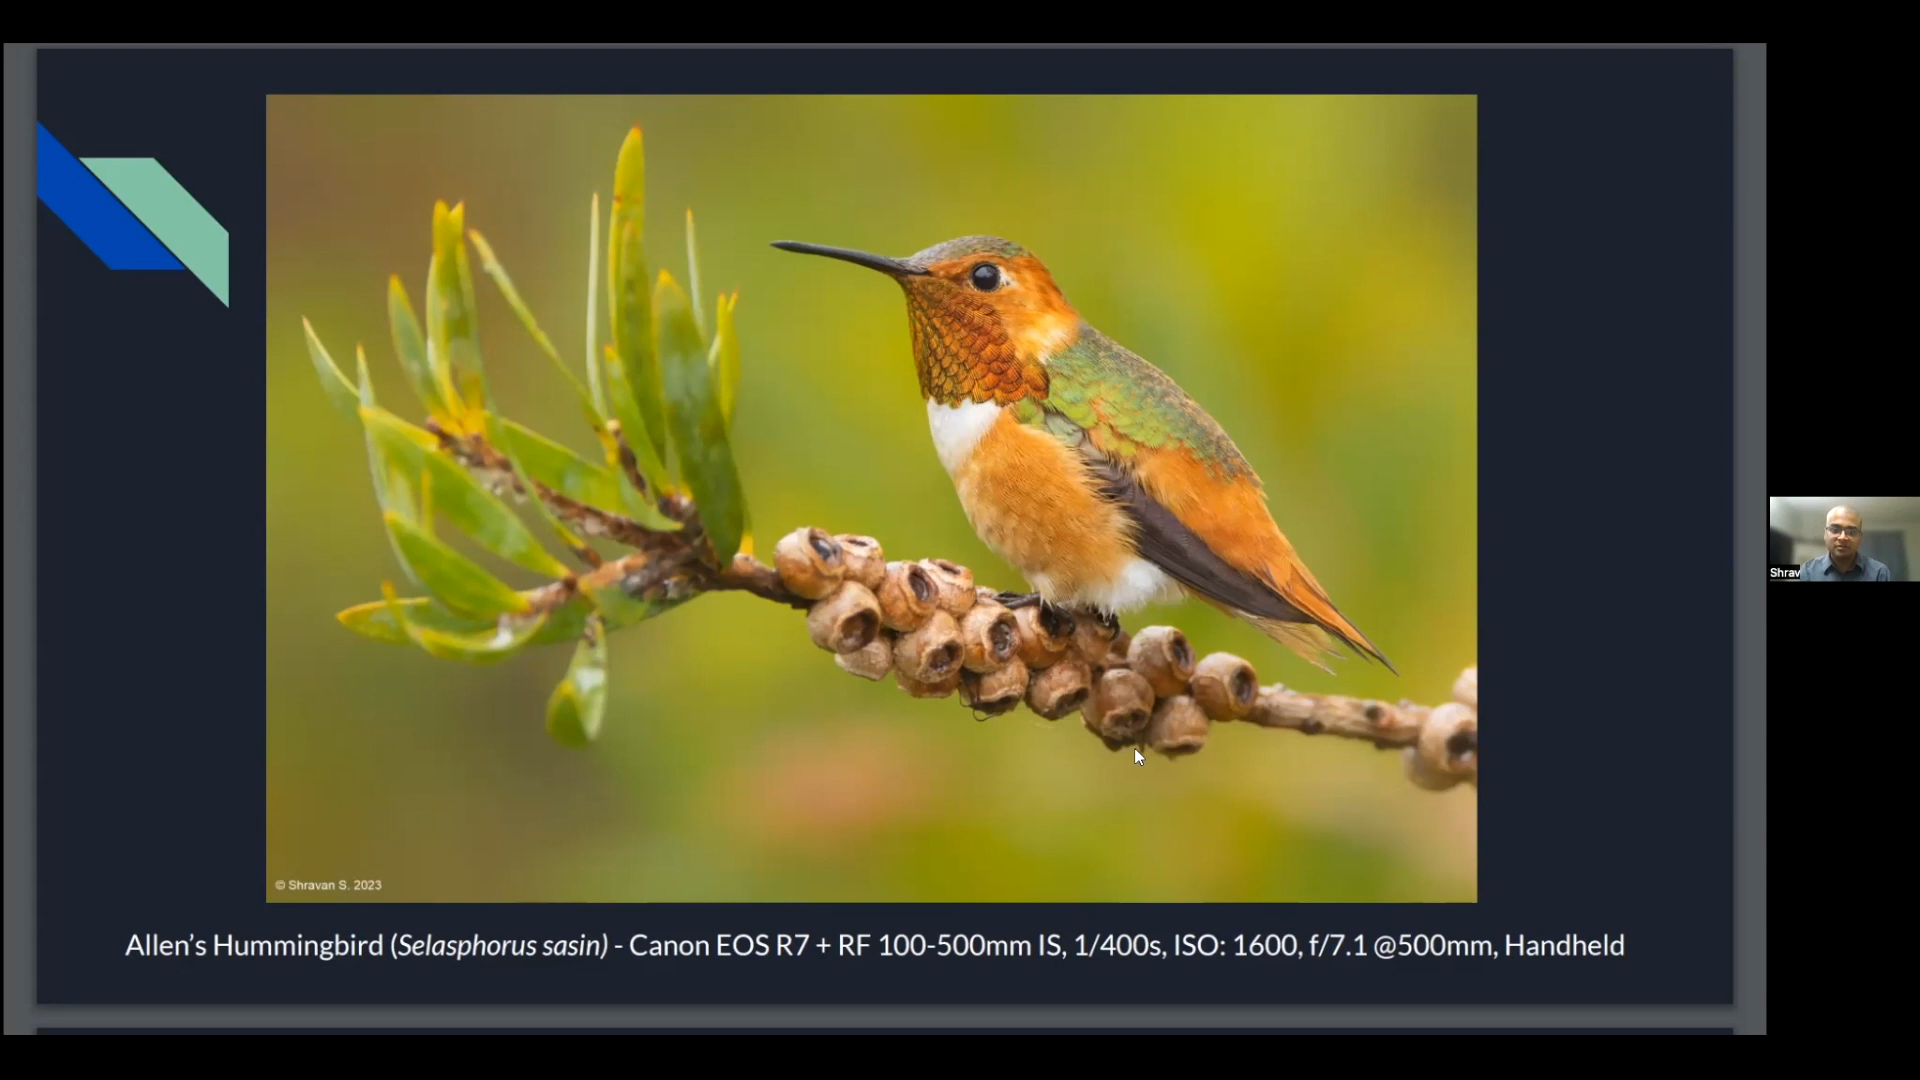 © Shravan S. 2023
Allen’s Hummingbird (Selasphorus sasin) - Canon EOS R7 + RF 100-500mm IS, 1/400s, ISO: 1600, f/7.1 @500mm, Handheld
Shrav